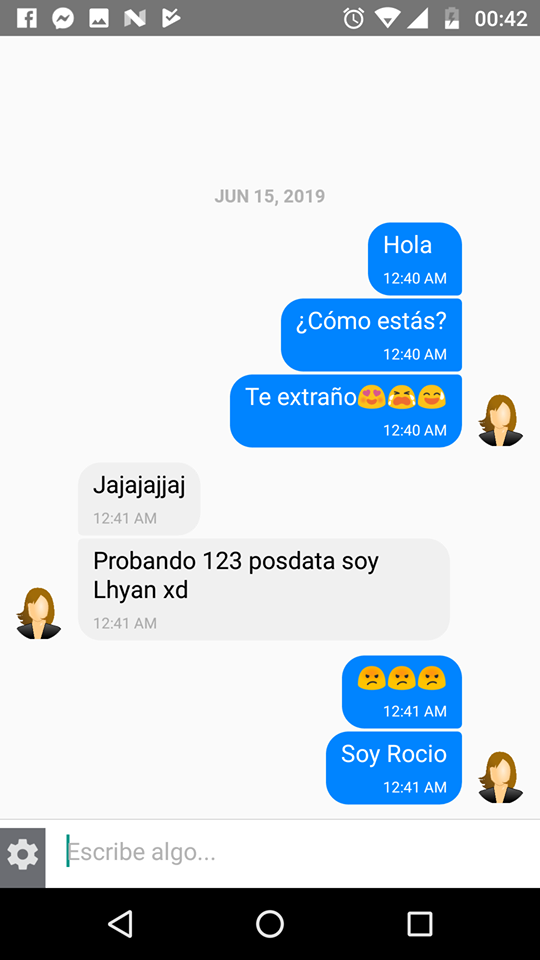 00:42
JUN 15, 2019
Hola
12:40 AM
¿Cómo estás?
12:40 AM
Te extraño😍😭😅
12:40 AM
Jajajajjaj
12:41 AM
Probando 123 posdata soy
Lhyan xd
12:41 AM
😡😡😡
12:41 AM
Soy Rocio
12:41 AM
Escribe algo...